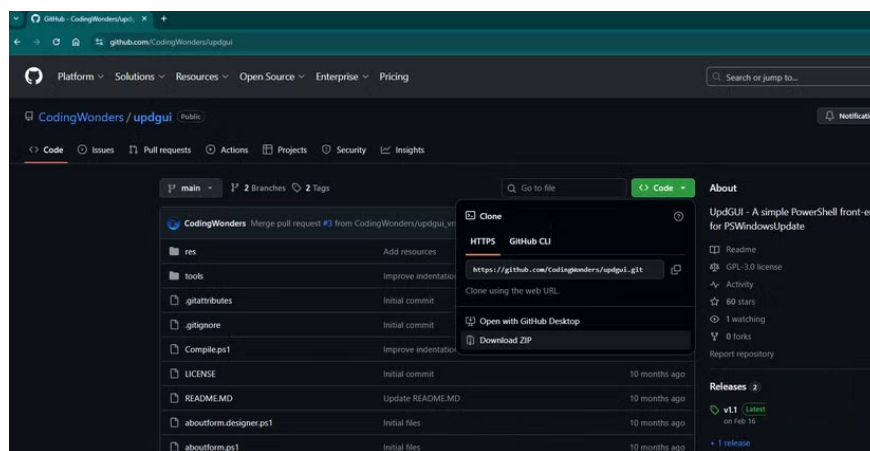 GitHub - CodingWonders/upd
github.com/CodingWonders/updgui
Platform Solutions Resources Open Source Enterprise Pricing
Search or jump to...
CodingWonders / updgui Public
Notificati
Code Issues Pull requests Actions Projects Security Insights
main 2 Branches 2 Tags
Go to file
Code
CodingWonders Merge pull request #3 from CodingWonders/updgui_vn
res Add resources
tools Improve indentation
.gitattributes Initial commit
.gitignore Initial commit
Compile.ps1 Improve indentation
LICENSE Initial commit 10 months ago
README.MD Update README.MD 10 months ago
aboutform.designer.ps1 Initial files 10 months ago
aboutform.ps1 Initial files 10 months ago
Clone
HTTPS GitHub CLI
https://github.com/CodingWonders/updgui.git
Clone using the web URL.
Open with GitHub Desktop
Download ZIP
About
UpdGUI - A simple PowerShell front-e
for PSWindowsUpdate
Readme
GPL-3.0 license
Activity
60 stars
1 watching
0 forks
Report repository
Releases 2
v1.1 Latest
on Feb 16
+ 1 release